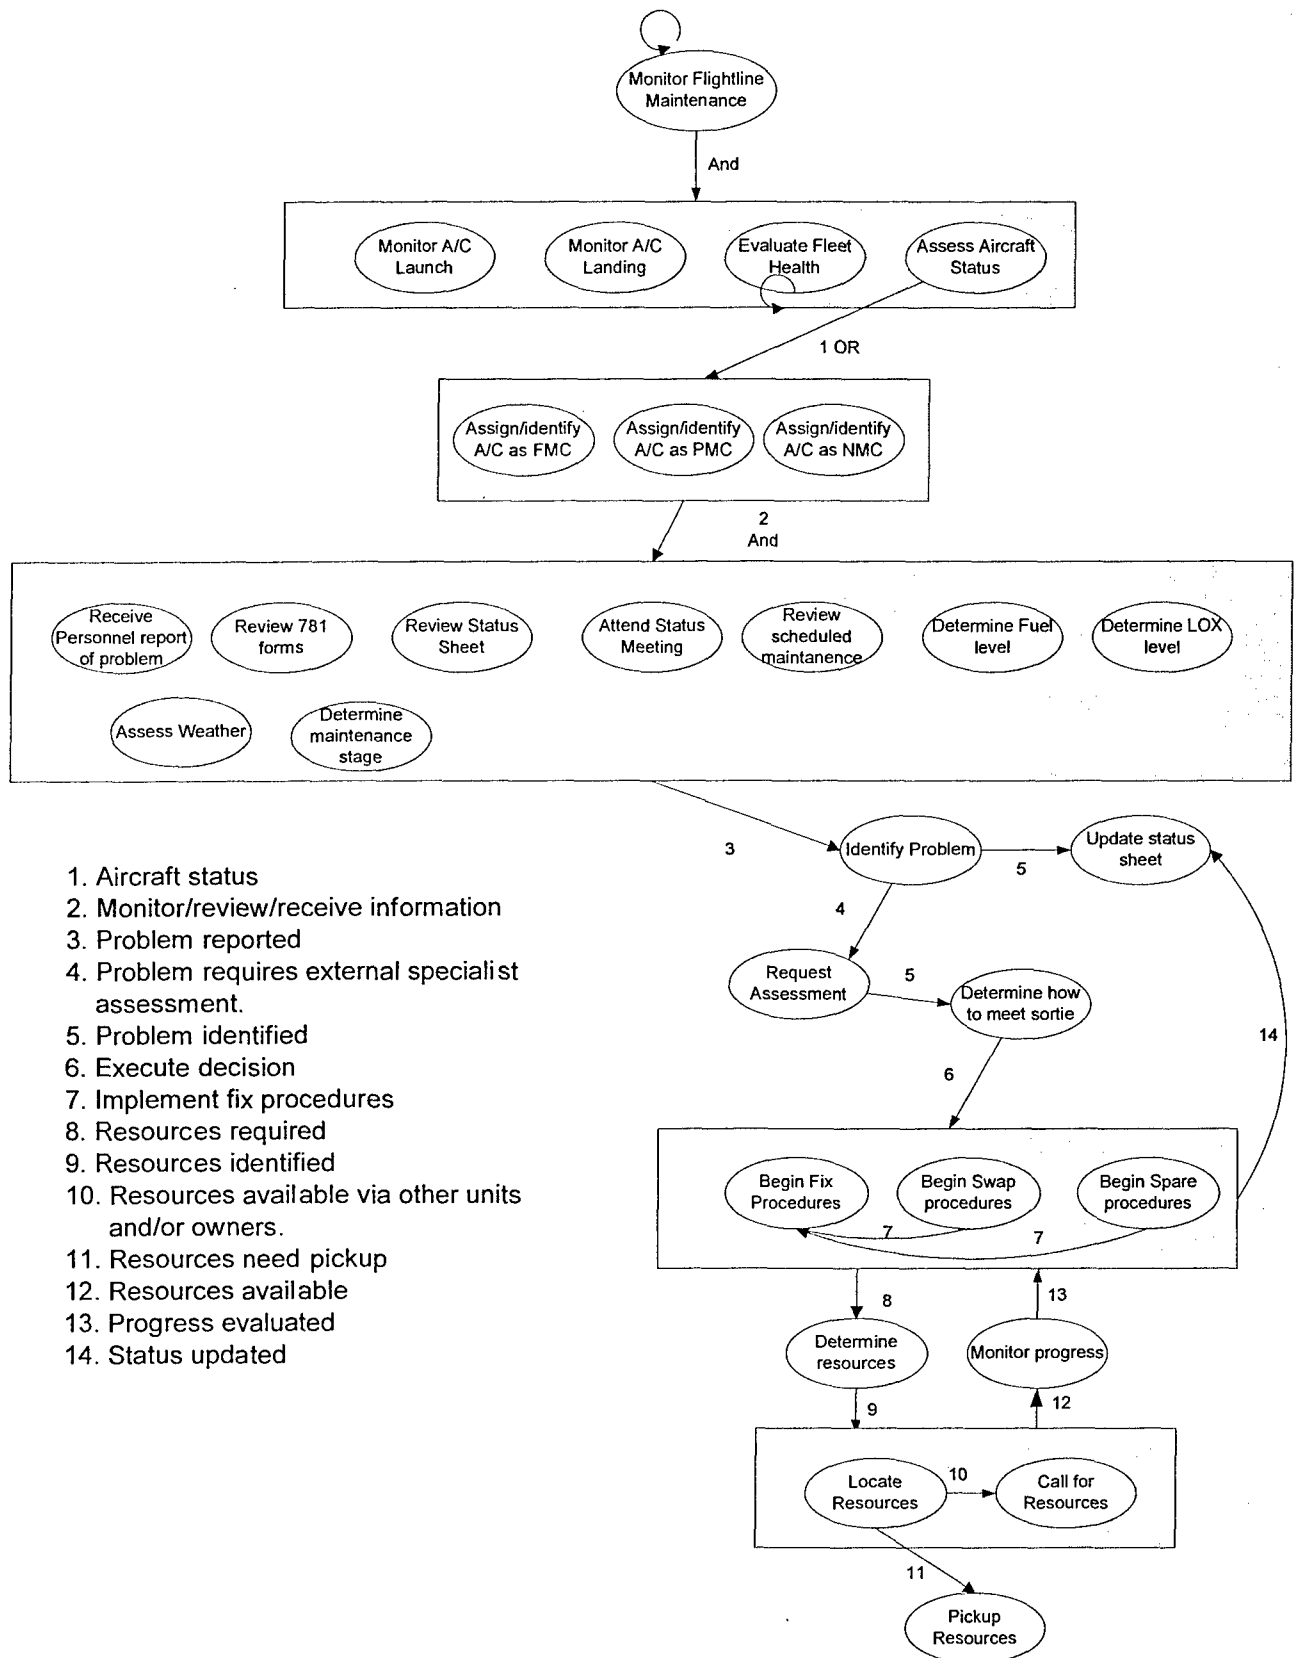 Monitor Flightline
Maintenance
And
Monitor A/C
Launch
Monitor A/C
Landing
Evaluate Fleet
Health
Assess Aircraft
Status
1 OR
Assign/identify
A/C as FMC
Assign/identify
A/C as PMC
Assign/identify
A/C as NMC
2
And
Receive
Personnel report
of problem
Review 781
forms
Review Status
Sheet
Attend Status
Meeting
Review
scheduled
maintanence
Determine Fuel
level
Determine LOX
level
Assess Weather
Determine
maintenance
stage
3
Identify Problem
5
Update status
sheet
4
Request
Assessment
5
Determine how
to meet sortie
14
6
Begin Fix
Procedures
Begin Swap
procedures
Begin Spare
procedures
7
7
8
13
Determine
resources
Monitor progress
9
12
Locate
Resources
10
Call for
Resources
11
Pickup
Resources
1. Aircraft status
2. Monitor/review/receive information
3. Problem reported
4. Problem requires external specialist
assessment.
5. Problem identified
6. Execute decision
7. Implement fix procedures
8. Resources required
9. Resources identified
10. Resources available via other units
and/or owners.
11. Resources need pickup
12. Resources available
13. Progress evaluated
14. Status updated